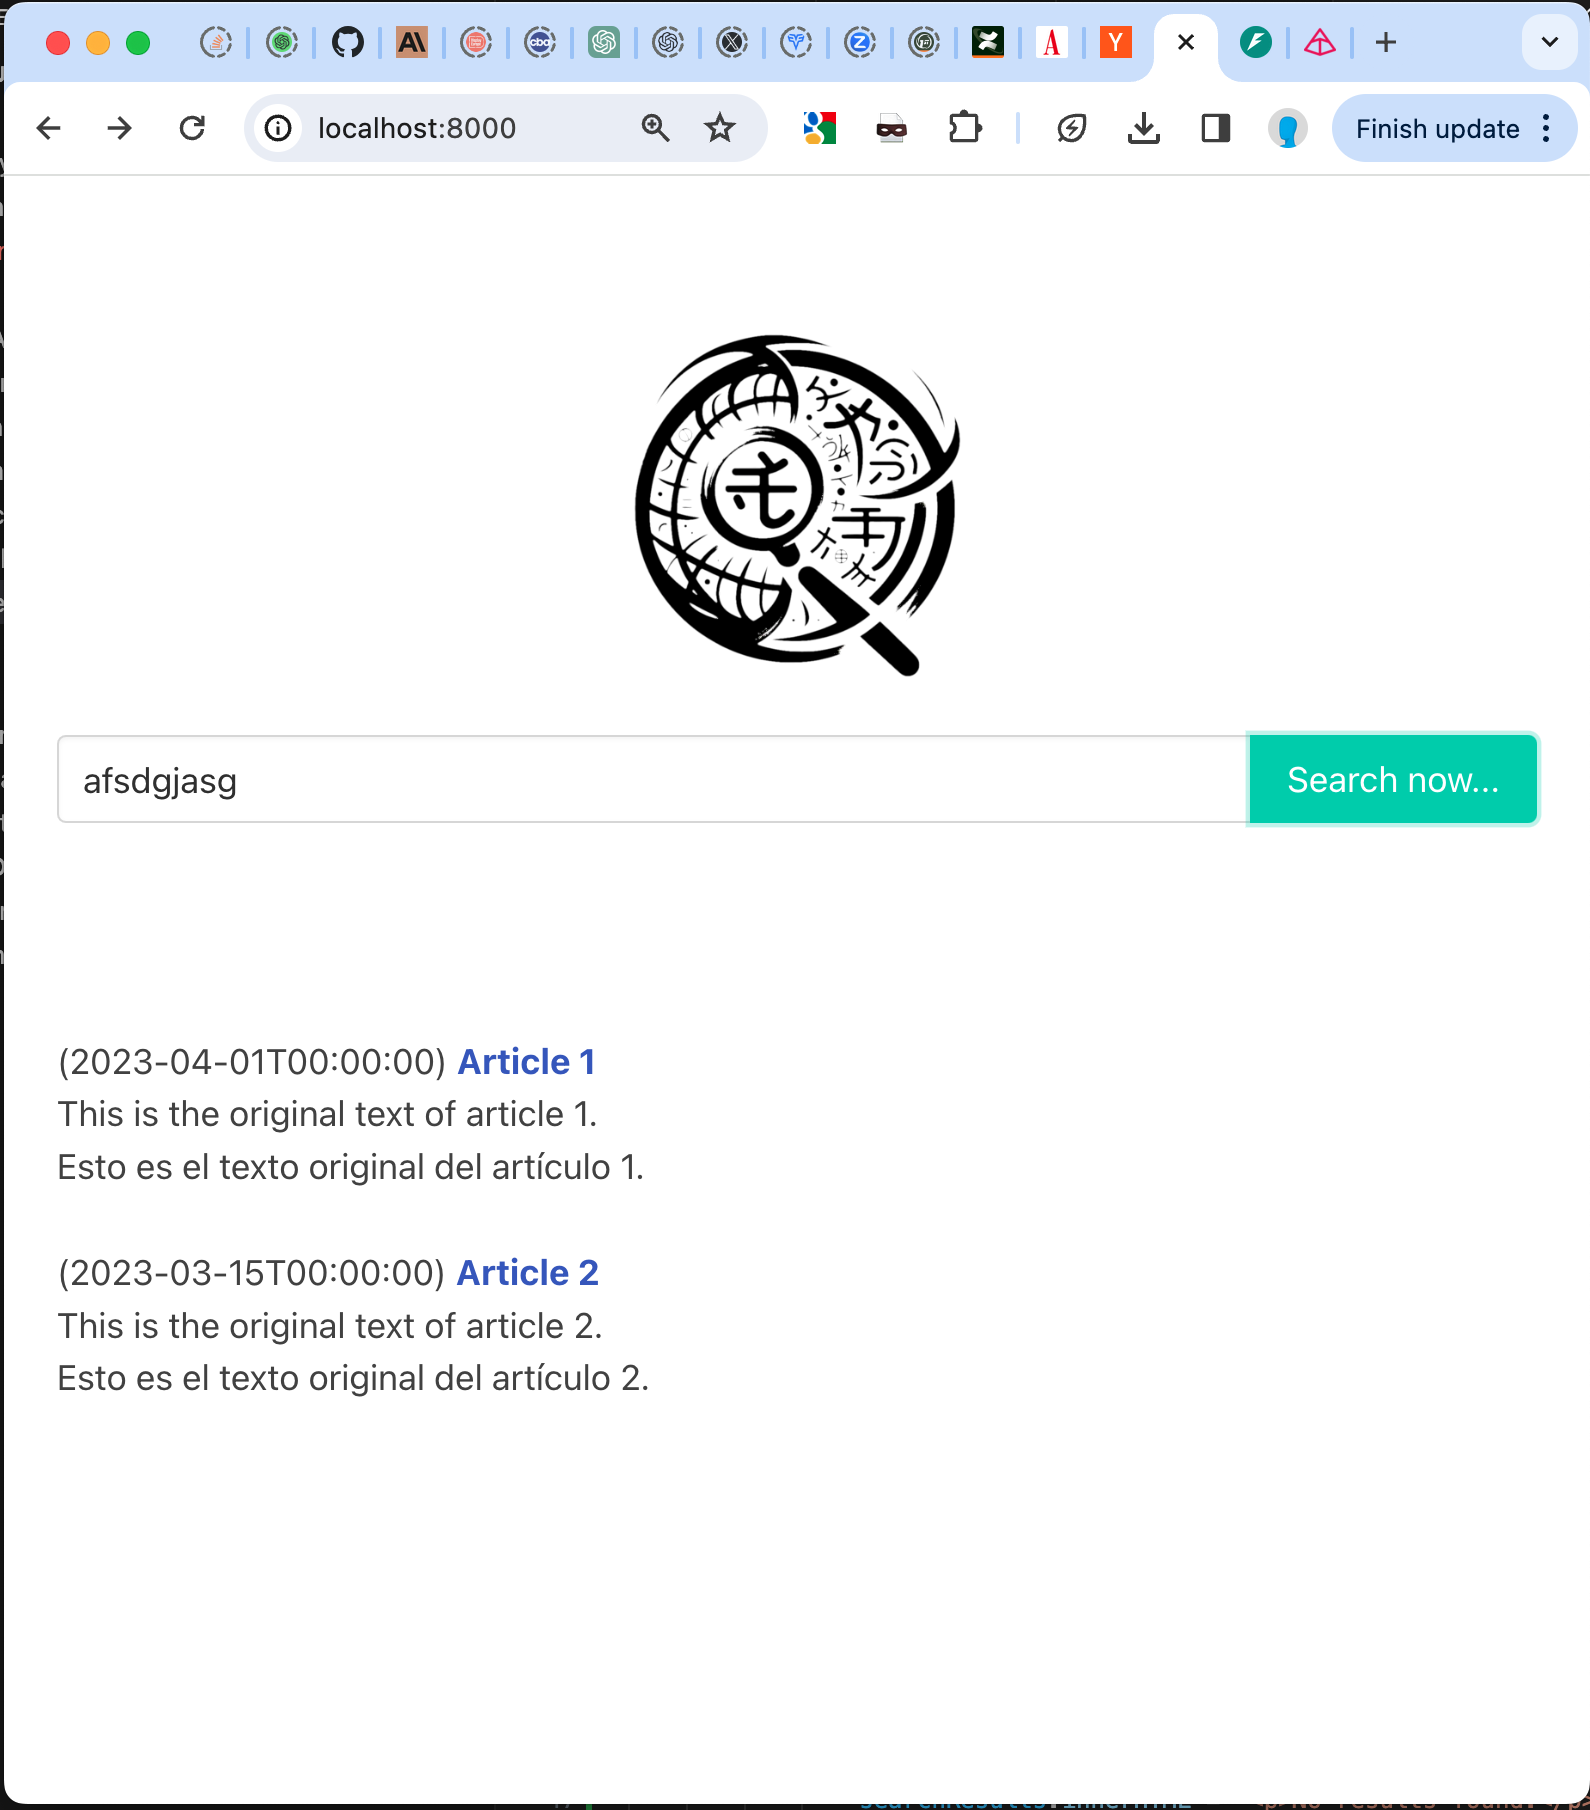 localhost:8000
Finish update
afsdgjasg
Search now...
(2023-04-01T00:00:00) Article 1
This is the original text of article 1.
Esto es el texto original del artículo 1.
(2023-03-15T00:00:00) Article 2
This is the original text of article 2.
Esto es el texto original del artículo 2.